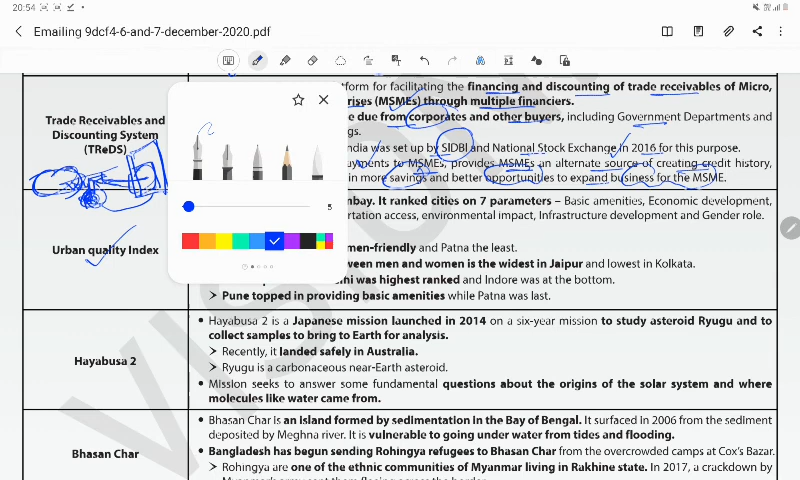 20:54
Emailing 9dcf4-6-and-7-december-2020.pdf
tform for facilitating the financing and discounting of trade receivables of Micro,
rises (MSMEs) through multiple financiers.
Trade Receivables and
Discounting System
(TReDS)
e due from corporates and other buyers, including Government Departments and
gs.
ndia was set up by SIDBI and National Stock Exchange in 2016 for this purpose.
ayments to MSMEs, provides MSMEs an alternate source of creating credit history,
in more savings and better opportunities to expand business for the MSME.
5
Urban quality Index
mbay. It ranked cities on 7 parameters – Basic amenities, Economic development,
rtation access, environmental impact, Infrastructure development and Gender role.
men-friendly and Patna the least.
ween men and women is the widest in Jaipur and lowest in Kolkata.
hi was highest ranked and Indore was at the bottom.
➢ Pune topped in providing basic amenities while Patna was last.
Hayabusa 2
• Hayabusa 2 is a Japanese mission launched in 2014 on a six-year mission to study asteroid Ryugu and to
collect samples to bring to Earth for analysis.
➢ Recently, it landed safely in Australia.
➢ Ryugu is a carbonaceous near-Earth asteroid.
• Mission seeks to answer some fundamental questions about the origins of the solar system and where
molecules like water came from.
Bhasan Char
• Bhasan Char is an island formed by sedimentation in the Bay of Bengal. It surfaced in 2006 from the sediment
deposited by Meghna river. It is vulnerable to going under water from tides and flooding.
• Bangladesh has begun sending Rohingya refugees to Bhasan Char from the overcrowded camps at Cox's Bazar.
➢ Rohingya are one of the ethnic communities of Myanmar living in Rakhine state. In 2017, a crackdown by
Myanmar's army sent them fleeing across the border.